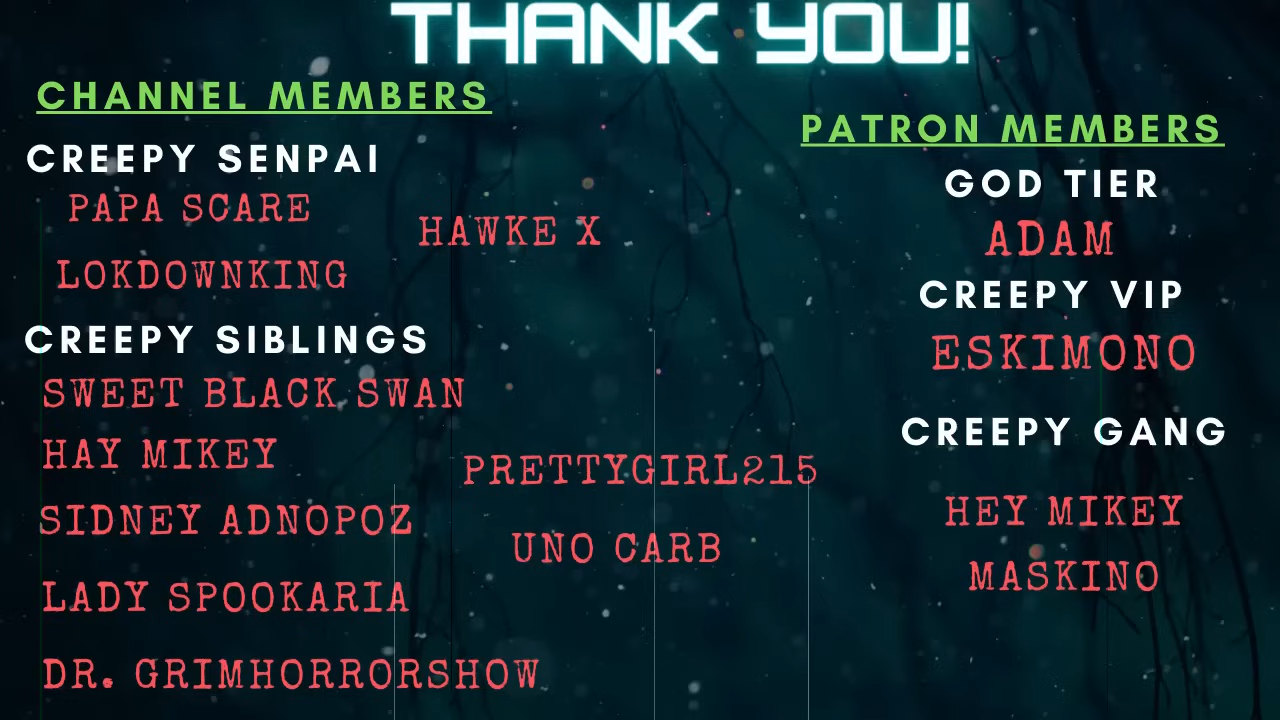 THANK YOU!
CHANNEL MEMBERS
CREEPY SENPAI
PAPA SCARE
HAWKE X
LOKDOWNKING
CREEPY SIBLINGS
SWEET BLACK SWAN
HAY MIKEY
PRETTYGIRL215
SIDNEY ADNOPOZ
UNO CARB
LADY SPOOKARIA
DR. GRIMHORRORSHOW
PATRON MEMBERS
GOD TIER
ADAM
CREEPY VIP
ESKIMONO
CREEPY GANG
HEY MIKEY
MASKINO